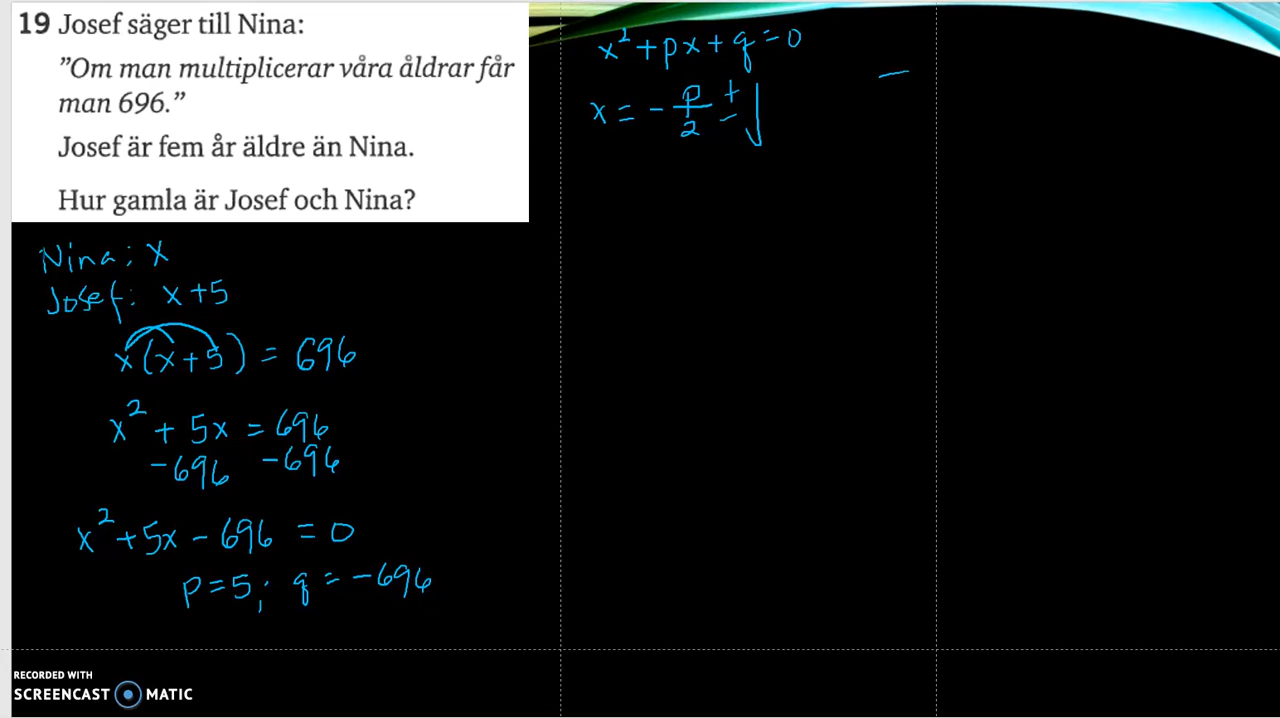 19 Josef säger till Nina:
"Om man multiplicerar våra åldrar får
man 696."
Josef är fem år äldre än Nina.
Hur gamla är Josef och Nina?
Nina: x
Josef: x+5
x(x+5) = 696
x² + 5x = 696
-696 -696
x² + 5x - 696 = 0
p=5; q=-696
x² + px + q = 0
x = - p/2 ± √
RECORDED WITH
SCREENCAST MATIC